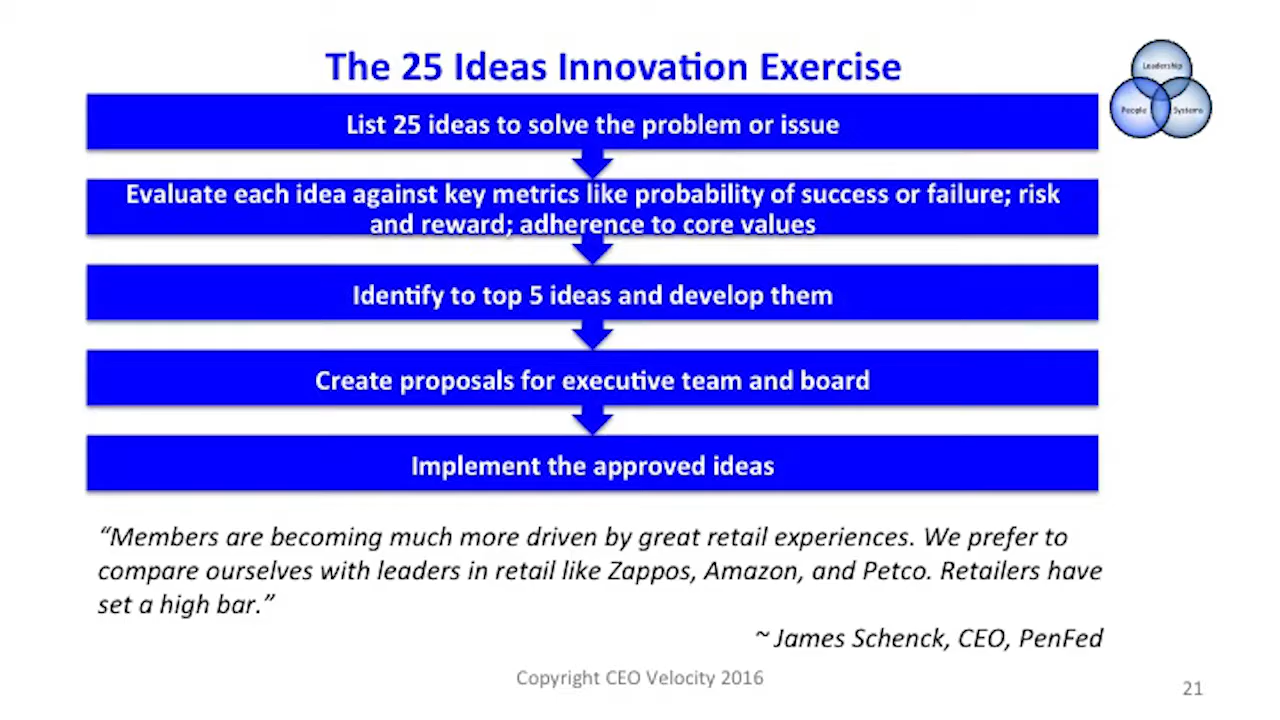 The 25 Ideas Innovation Exercise
Leadership
People
Systems
List 25 ideas to solve the problem or issue
Evaluate each idea against key metrics like probability of success or failure; risk
and reward; adherence to core values
Identify to top 5 ideas and develop them
Create proposals for executive team and board
Implement the approved ideas
“Members are becoming much more driven by great retail experiences. We prefer to
compare ourselves with leaders in retail like Zappos, Amazon, and Petco. Retailers have
set a high bar.”
~ James Schenck, CEO, PenFed
Copyright CEO Velocity 2016
21